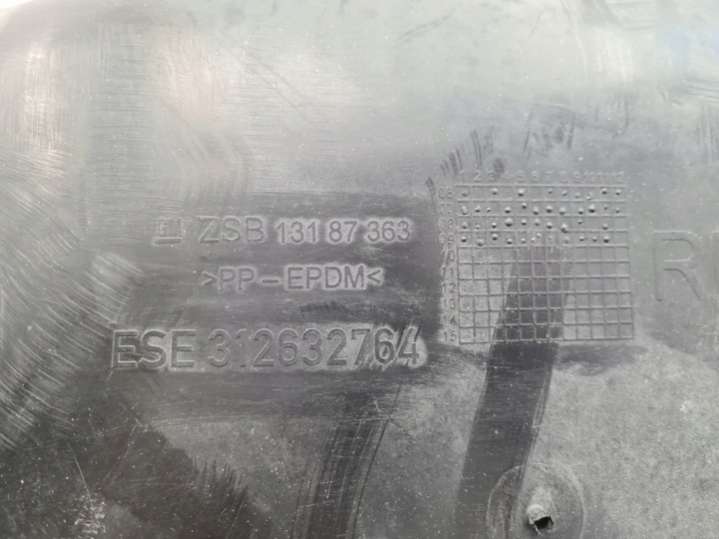 ZSB 131 87 363
>PP-EPDM<
ESE 312632764
R